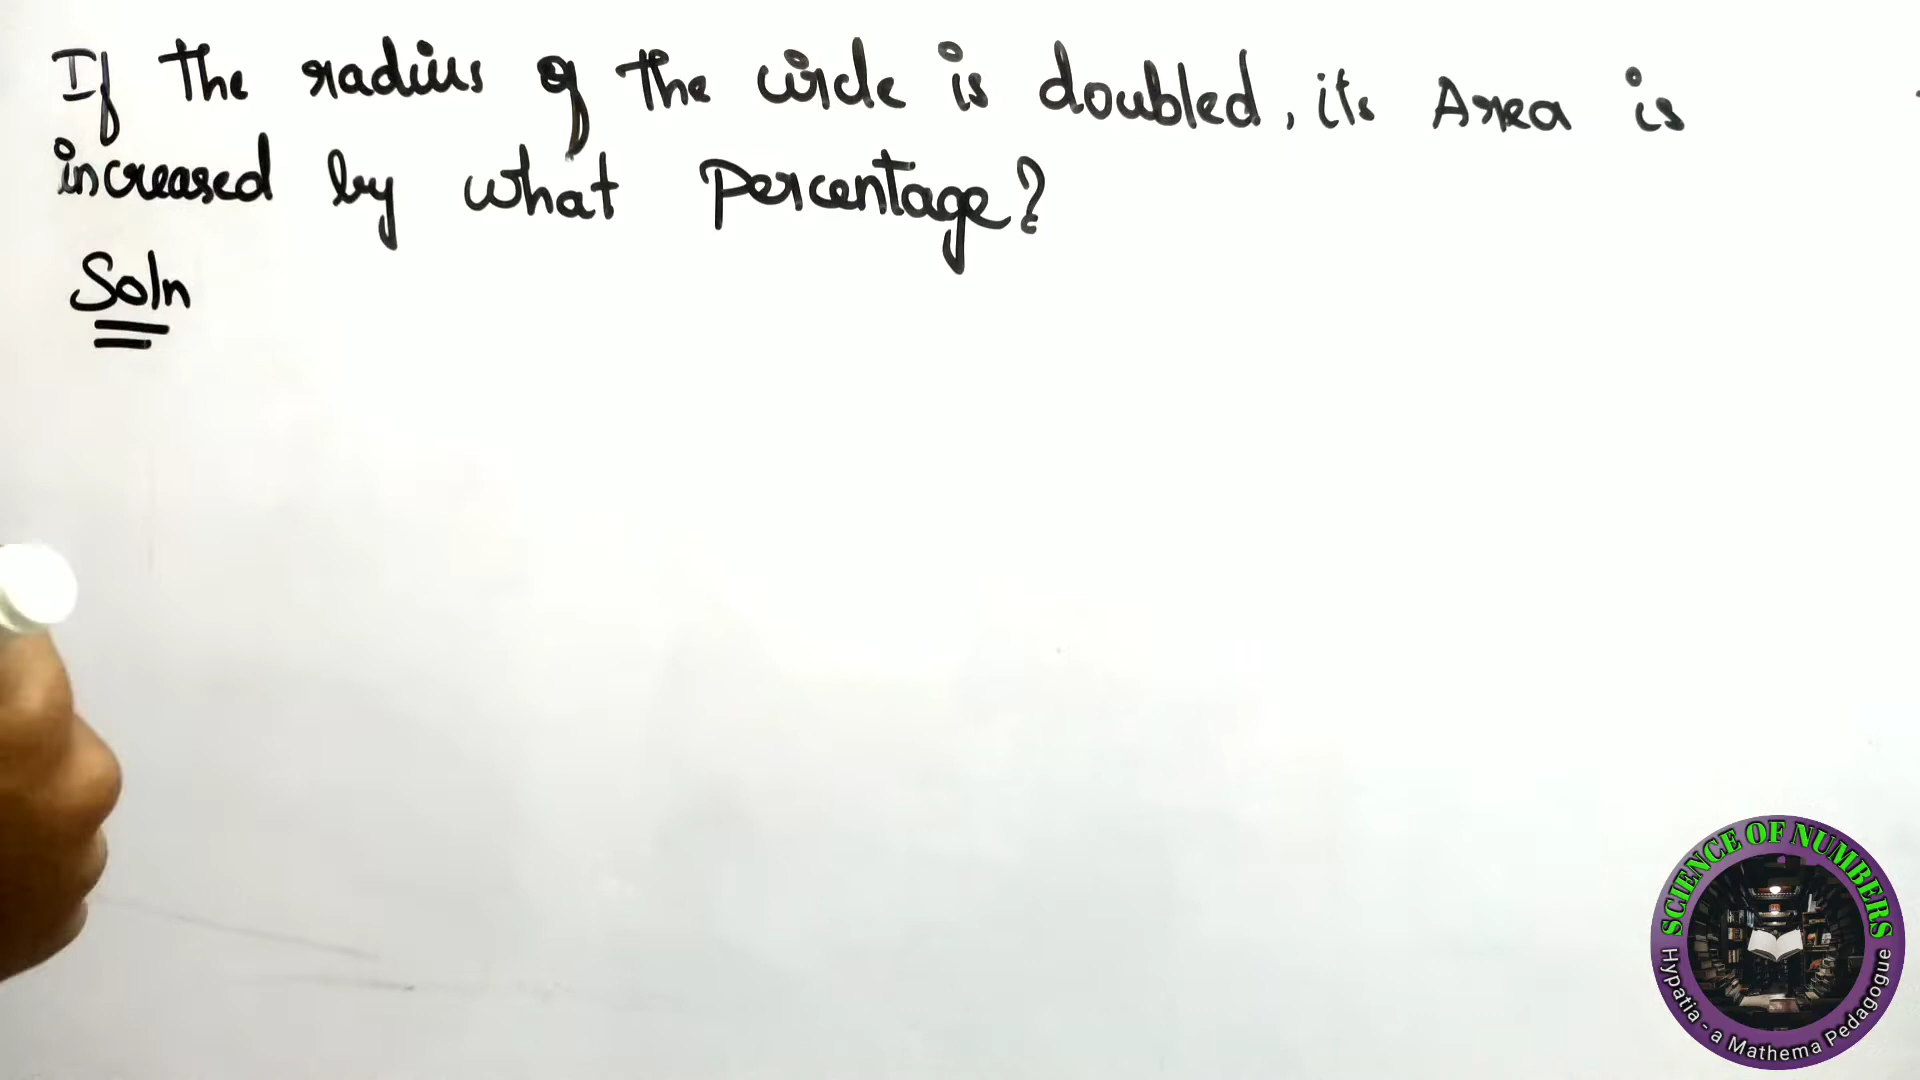 If the radius of the circle is doubled, its Area is
increased by what Percentage?
Soln
SCIENCE OF NUMBERS
Hypatia - a Mathema Pedagogue